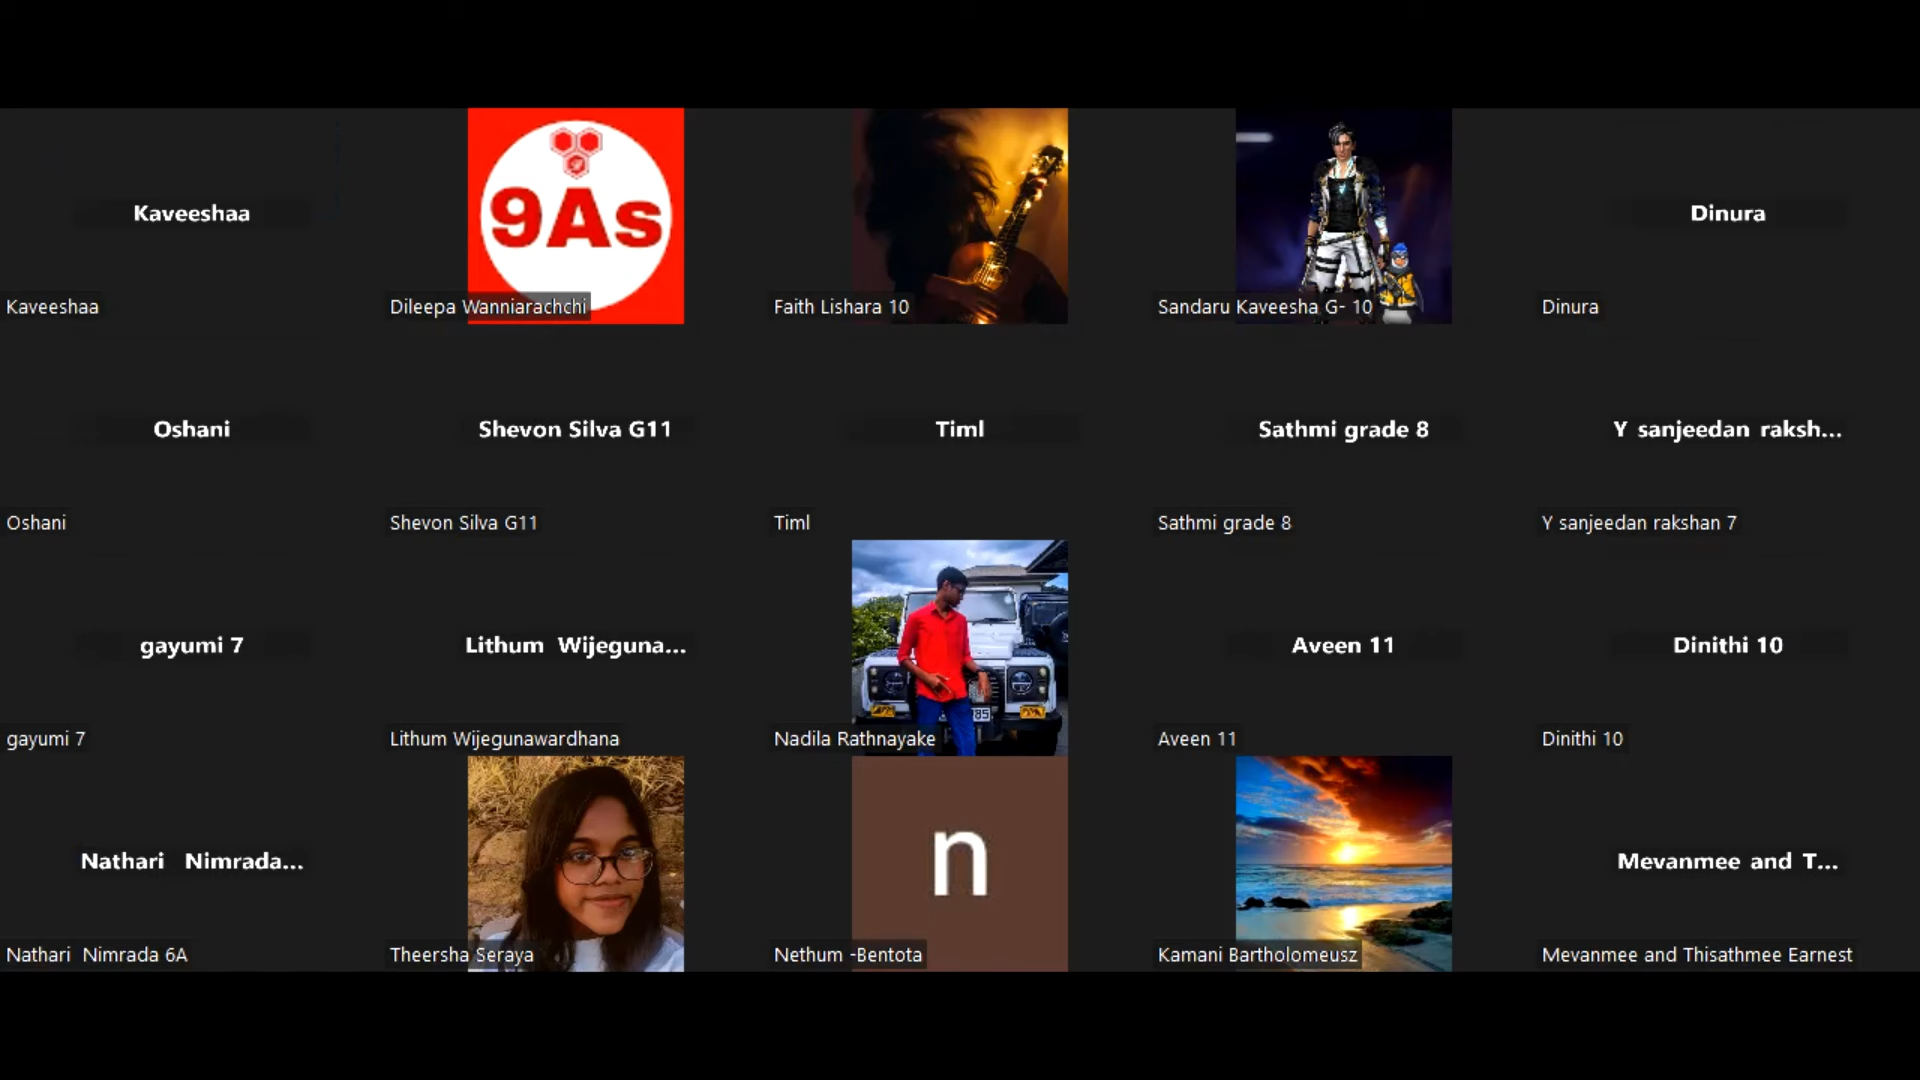 Kaveeshaa
Kaveeshaa
9As
Dileepa Wanniarachchi
Faith Lishara 10
Sandaru Kaveesha G- 10
Dinura
Dinura
Oshani
Oshani
Shevon Silva G11
Shevon Silva G11
Timl
Timl
Sathmi grade 8
Sathmi grade 8
Y sanjeedan raksh...
Y sanjeedan rakshan 7
gayumi 7
gayumi 7
Lithum Wijeguna...
Lithum Wijegunawardhana
85
Nadila Rathnayake
Aveen 11
Aveen 11
Dinithi 10
Dinithi 10
Nathari Nimrada...
Nathari Nimrada 6A
Theersha Seraya
n
Nethum -Bentota
Kamani Bartholomeusz
Mevanmee and T...
Mevanmee and Thisathmee Earnest